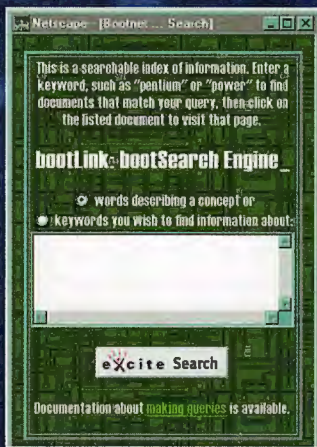 Netscape - [Bootnet ... Search]
This is a searchable index of information. Enter a
keyword, such as "pentium" or "power" to find
documents that match your query, then click on
the listed document to visit that page.
bootLink: bootSearch Engine_
words describing a concept or
keywords you wish to find information about:
excite Search
Documentation about making queries is available.